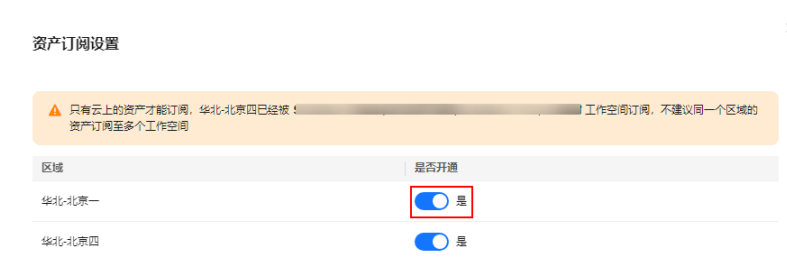 资产订阅设置
只有云上的资产才能订阅，华北-北京四已经被 工作空间订阅，不建议同一个区域的
资产订阅至多个工作空间
区域 是否开通
华北-北京一 是
华北-北京四 是